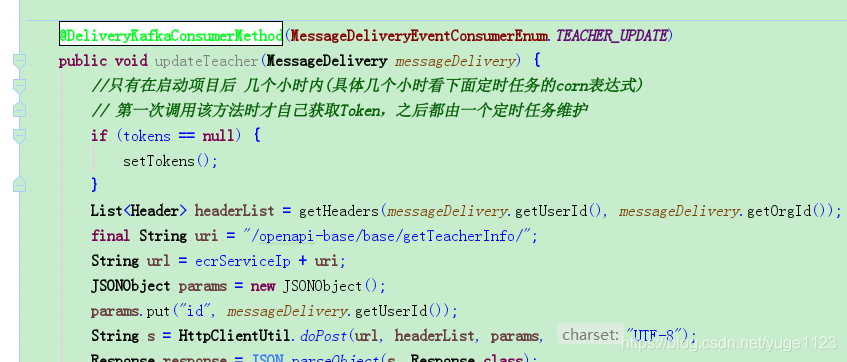 @DeliveryKafkaConsumerMethod(MessageDeliveryEventConsumerEnum.TEACHER_UPDATE)
public void updateTeacher(MessageDelivery messageDelivery) {
//只有在启动项目后 几个小时内(具体几个小时看下面定时任务的corn表达式)
// 第一次调用该方法时才自己获取Token，之后都由一个定时任务维护
if (tokens == null) {
setTokens();
}
List<Header> headerList = getHeaders(messageDelivery.getUserId(), messageDelivery.getOrgId());
final String uri = "/openapi-base/base/getTeacherInfo/";
String url = ecrServiceIp + uri;
JSONObject params = new JSONObject();
params.put("id", messageDelivery.getUserId());
String s = HttpClientUtil.doPost(url, headerList, params, charset: "UTF-8");
Response response = JSON.parseObject(s, Response.class);
https://blog.csdn.net/yuge1123